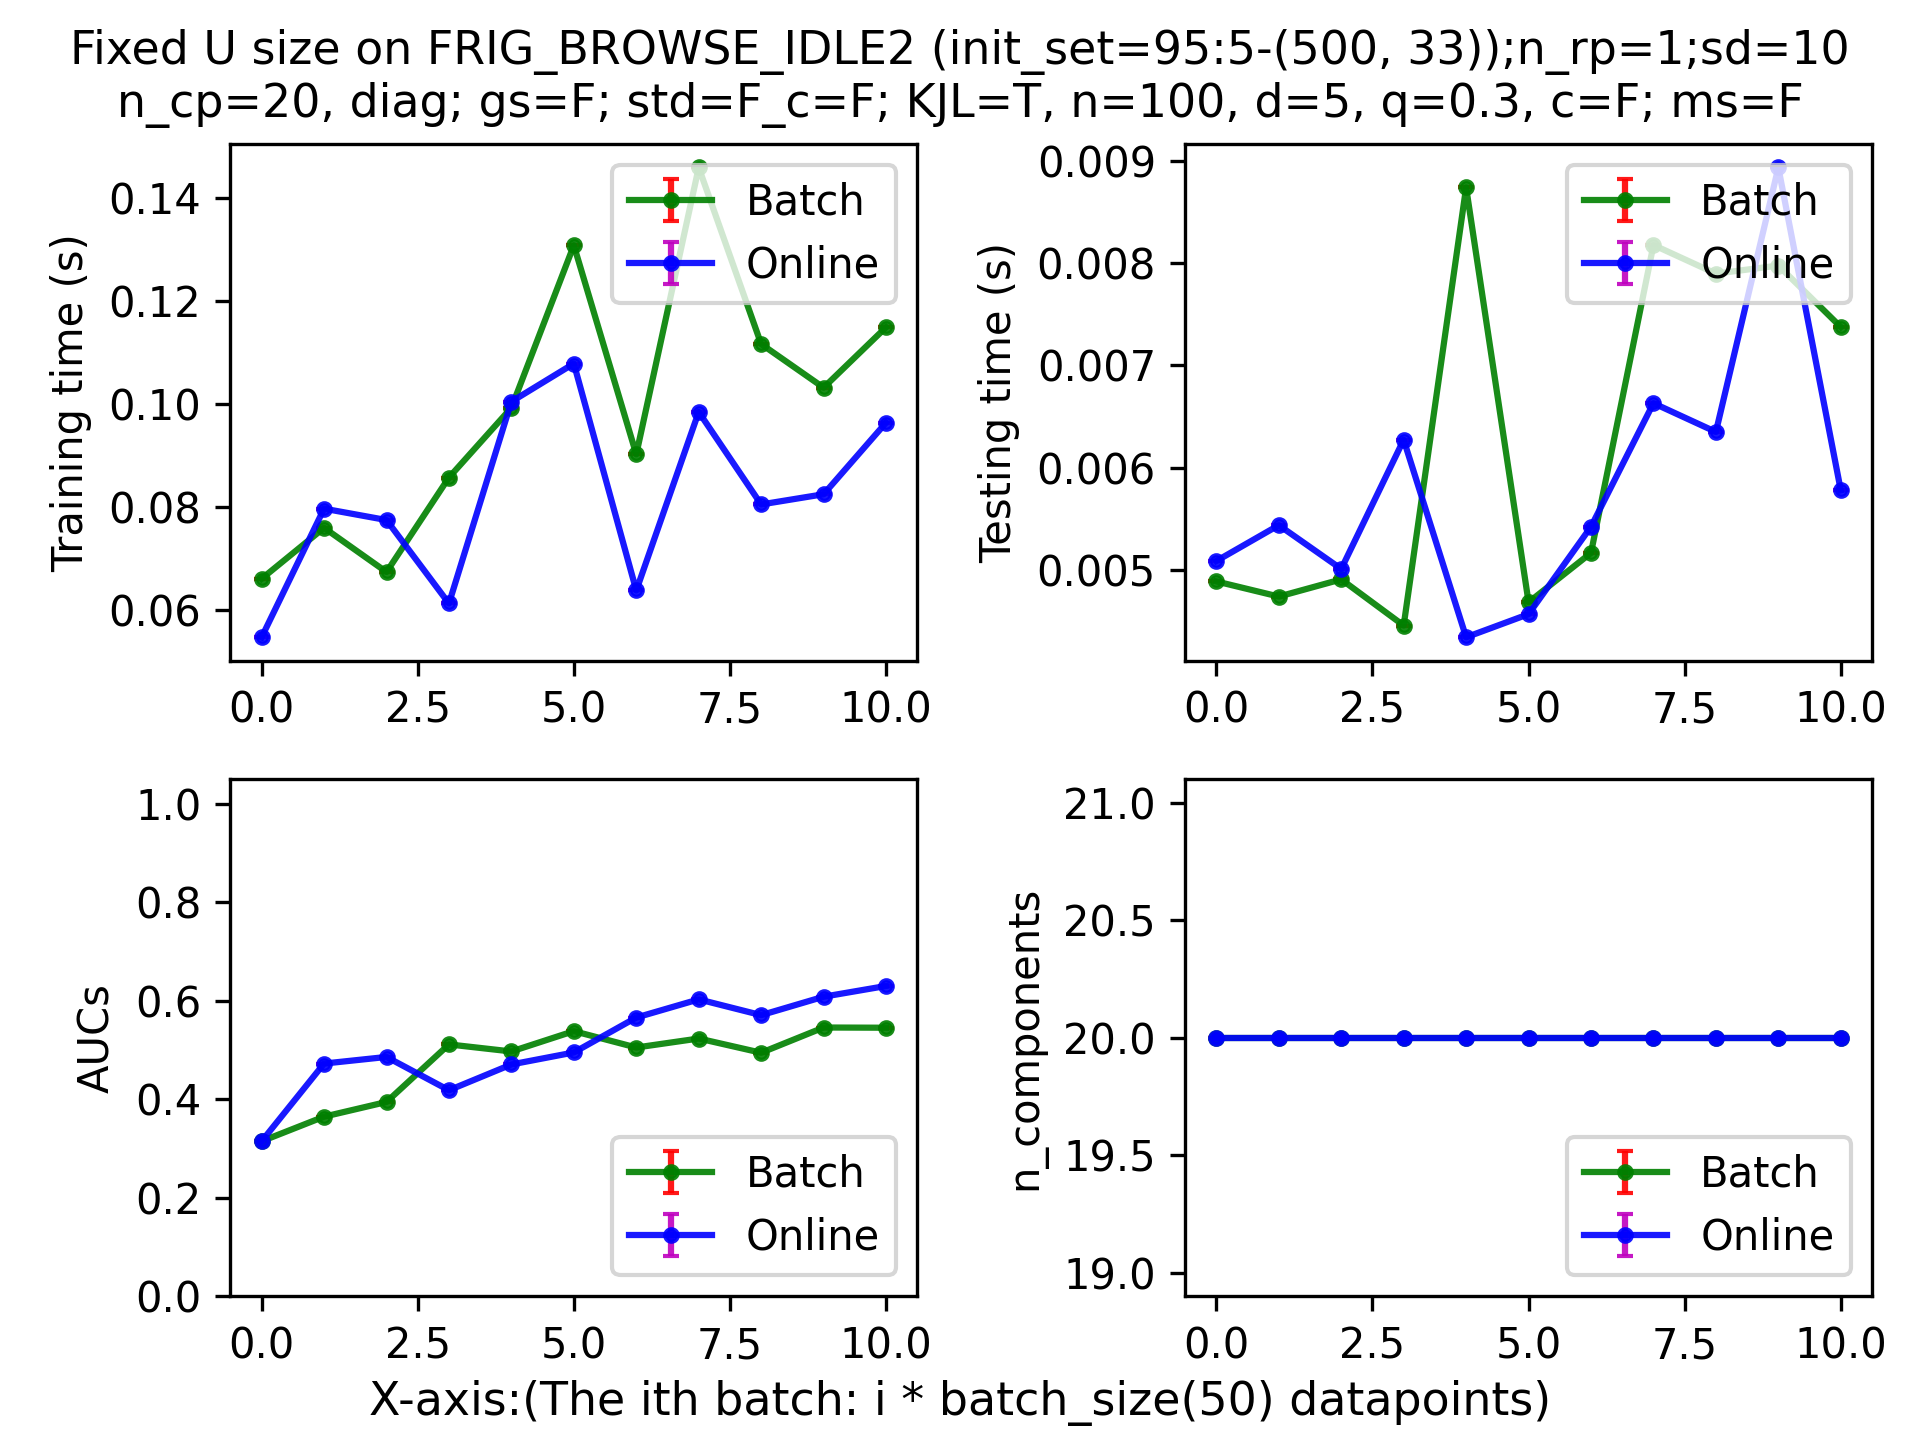 Fixed U size on FRIG_BROWSE_IDLE2 (init_set=95:5-(500, 33));n_rp=1;sd=10
n_cp=20, diag; gs=F; std=F_c=F; KJL=T, n=100, d=5, q=0.3, c=F; ms=F
Training time (s)
0.14
0.12
0.10
0.08
0.06
Batch
Online
0.0 2.5 5.0 7.5 10.0
Testing time (s)
0.009
0.008
0.007
0.006
0.005
Batch
Online
0.0 2.5 5.0 7.5 10.0
AUCs
1.0
0.8
0.6
0.4
0.2
0.0
Batch
Online
0.0 2.5 5.0 7.5 10.0
n_components
21.0
20.5
20.0
19.5
19.0
Batch
Online
0.0 2.5 5.0 7.5 10.0
X-axis:(The ith batch: i * batch_size(50) datapoints)